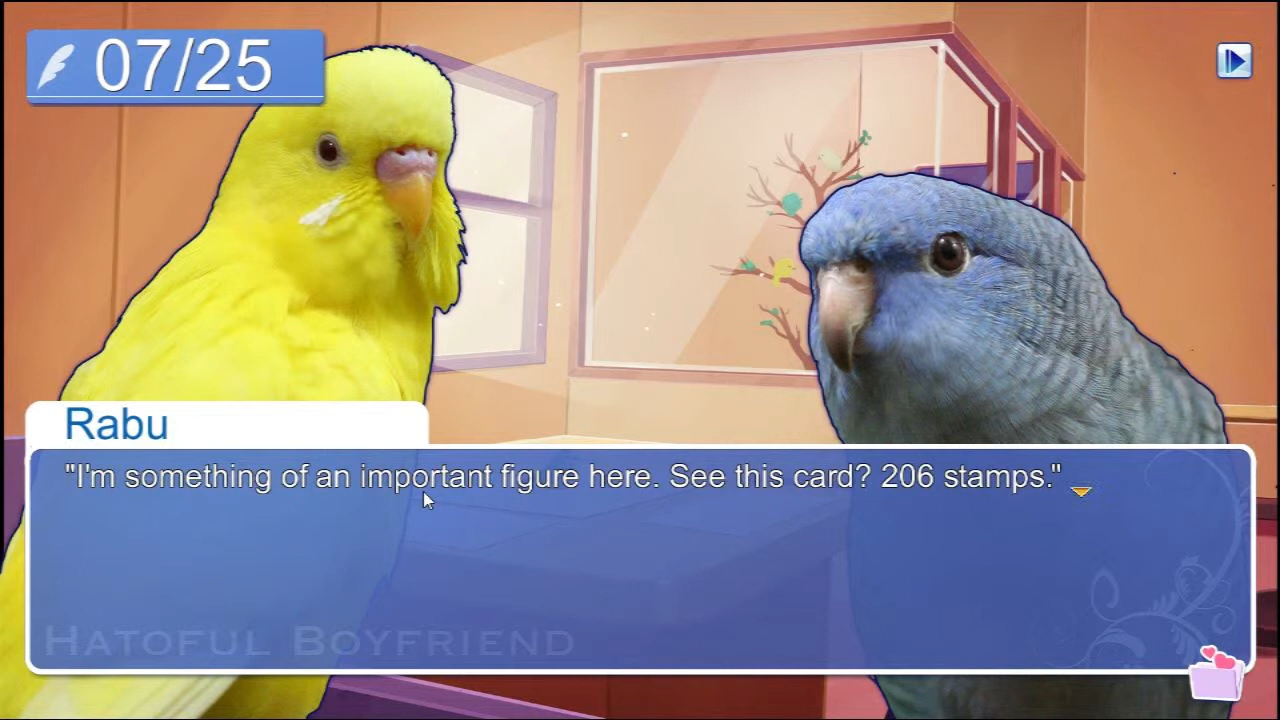 07/25
Rabu
"I'm something of an important figure here. See this card? 206 stamps."
HATOFUL BOYFRIEND